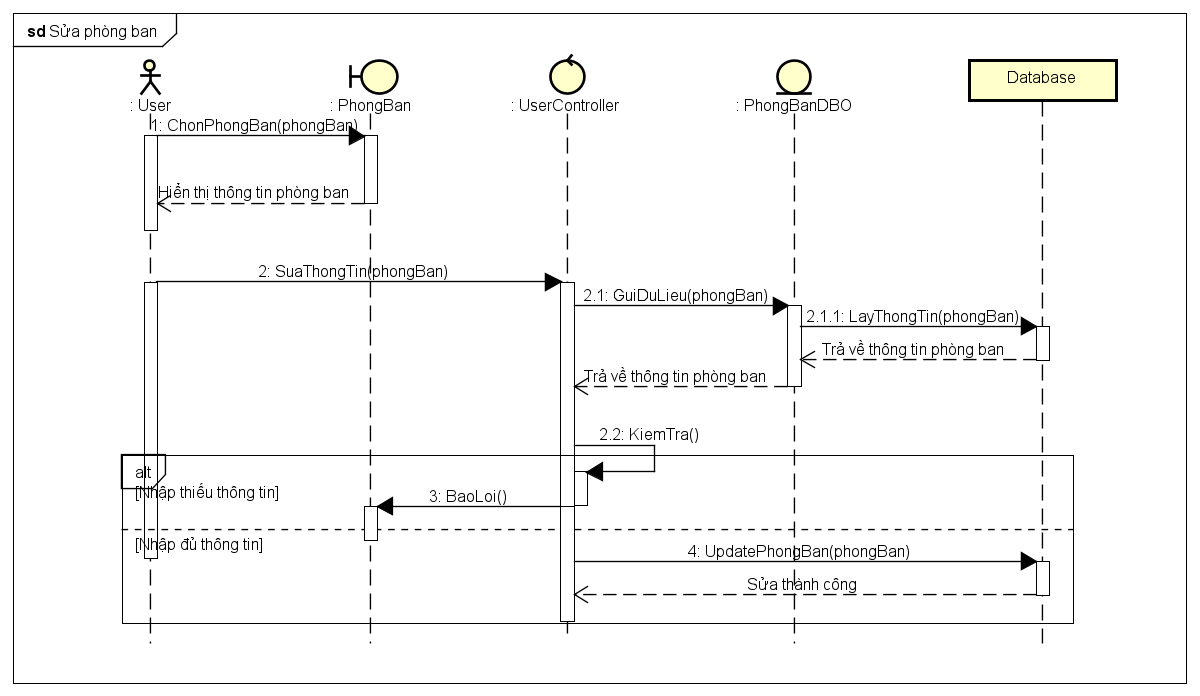 sd Sửa phòng ban
: User
: PhongBan
: UserController
: PhongBanDBO
Database
1: ChonPhongBan(phongBan)
Hiển thị thông tin phòng ban
2: SuaThongTin(phongBan)
2.1: GuiDuLieu(phongBan)
2.1.1: LayThongTin(phongBan)
Trả về thông tin phòng ban
Trả về thông tin phòng ban
2.2: KiemTra()
alt
[Nhập thiếu thông tin]
3: BaoLoi()
[Nhập đủ thông tin]
4: UpdatePhongBan(phongBan)
Sửa thành công